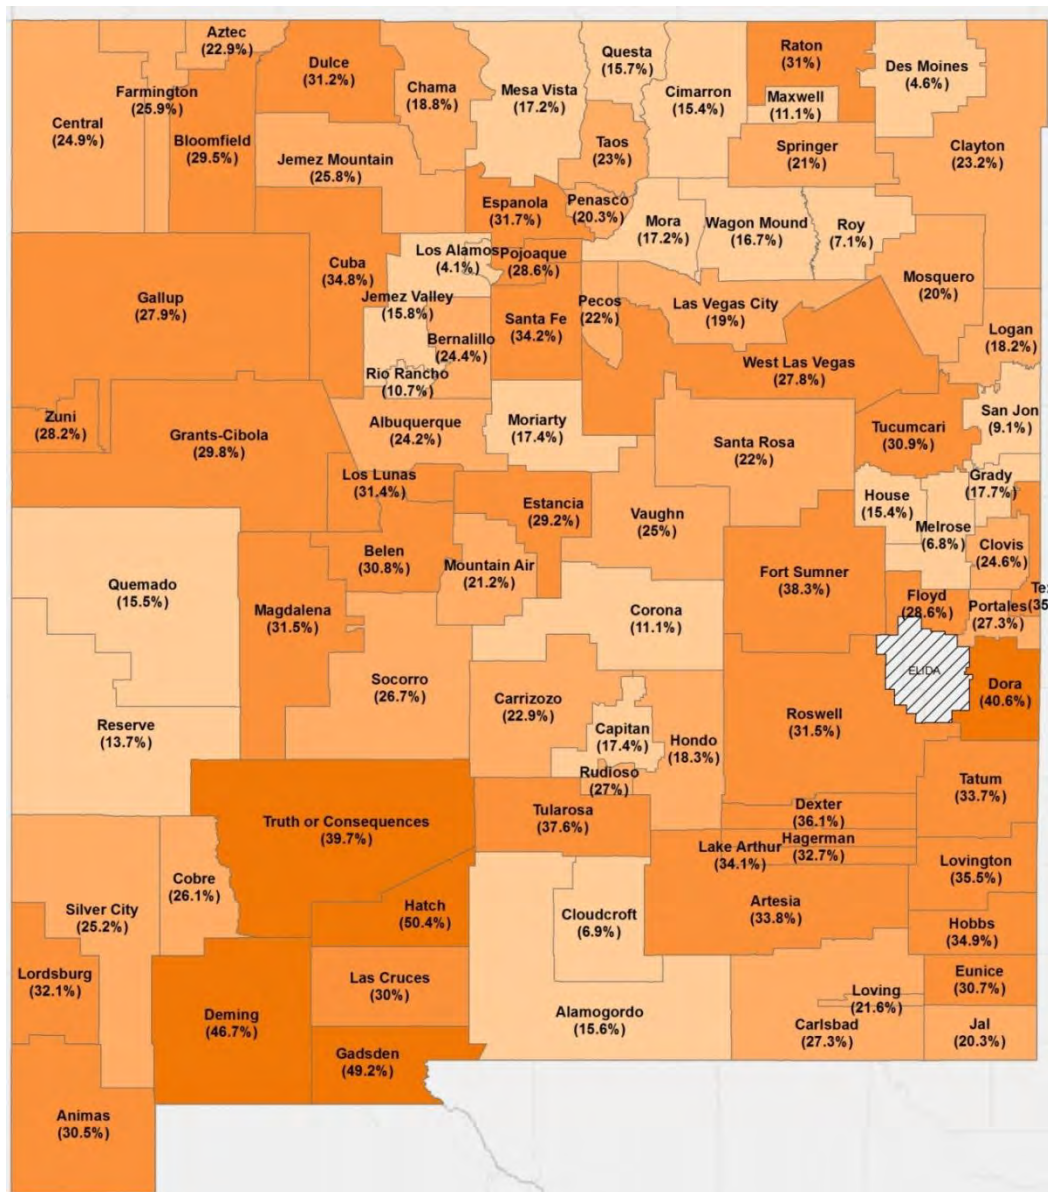 Aztec
(22.9%)
Farmington
(25.9%)
Central
(24.9%)
Bloomfield
(29.5%)
Dulce
(31.2%)
Chama
(18.8%)
Mesa Vista
(17.2%)
Questa
(15.7%)
Cimarron
(15.4%)
Raton
(31%)
Maxwell
(11.1%)
Des Moines
(4.6%)
Jemez Mountain
(25.8%)
Taos
(23%)
Springer
(21%)
Clayton
(23.2%)
Espanola
(31.7%)
Penasco
(20.3%)
Mora
(17.2%)
Wagon Mound
(16.7%)
Roy
(7.1%)
Gallup
(27.9%)
Cuba
(34.8%)
Los Alamos
(4.1%)
Pojoaque
(28.6%)
Mosquero
(20%)
Jemez Valley
(15.8%)
Santa Fe
(34.2%)
Pecos
(22%)
Las Vegas City
(19%)
Logan
(18.2%)
Bernalillo
(24.4%)
West Las Vegas
(27.8%)
Rio Rancho
(10.7%)
Zuni
(28.2%)
Grants-Cibola
(29.8%)
Albuquerque
(24.2%)
Moriarty
(17.4%)
Santa Rosa
(22%)
Tucumcari
(30.9%)
San Jon
(9.1%)
Los Lunas
(31.4%)
Estancia
(29.2%)
Vaughn
(25%)
House
(15.4%)
Grady
(17.7%)
Melrose
(6.8%)
Belen
(30.8%)
Mountain Air
(21.2%)
Clovis
(24.6%)
Quemado
(15.5%)
Magdalena
(31.5%)
Corona
(11.1%)
Fort Sumner
(38.3%)
Floyd
(28.6%)
Portales
(27.3%)
Tex
(35
ELIDA
Dora
(40.6%)
Socorro
(26.7%)
Carrizozo
(22.9%)
Reserve
(13.7%)
Capitan
(17.4%)
Hondo
(18.3%)
Roswell
(31.5%)
Rudioso
(27%)
Tatum
(33.7%)
Truth or Consequences
(39.7%)
Tularosa
(37.6%)
Dexter
(36.1%)
Hagerman
(32.7%)
Lake Arthur
(34.1%)
Lovington
(35.5%)
Cobre
(26.1%)
Silver City
(25.2%)
Hatch
(50.4%)
Cloudcroft
(6.9%)
Artesia
(33.8%)
Hobbs
(34.9%)
Lordsburg
(32.1%)
Las Cruces
(30%)
Eunice
(30.7%)
Deming
(46.7%)
Alamogordo
(15.6%)
Loving
(21.6%)
Carlsbad
(27.3%)
Jal
(20.3%)
Gadsden
(49.2%)
Animas
(30.5%)